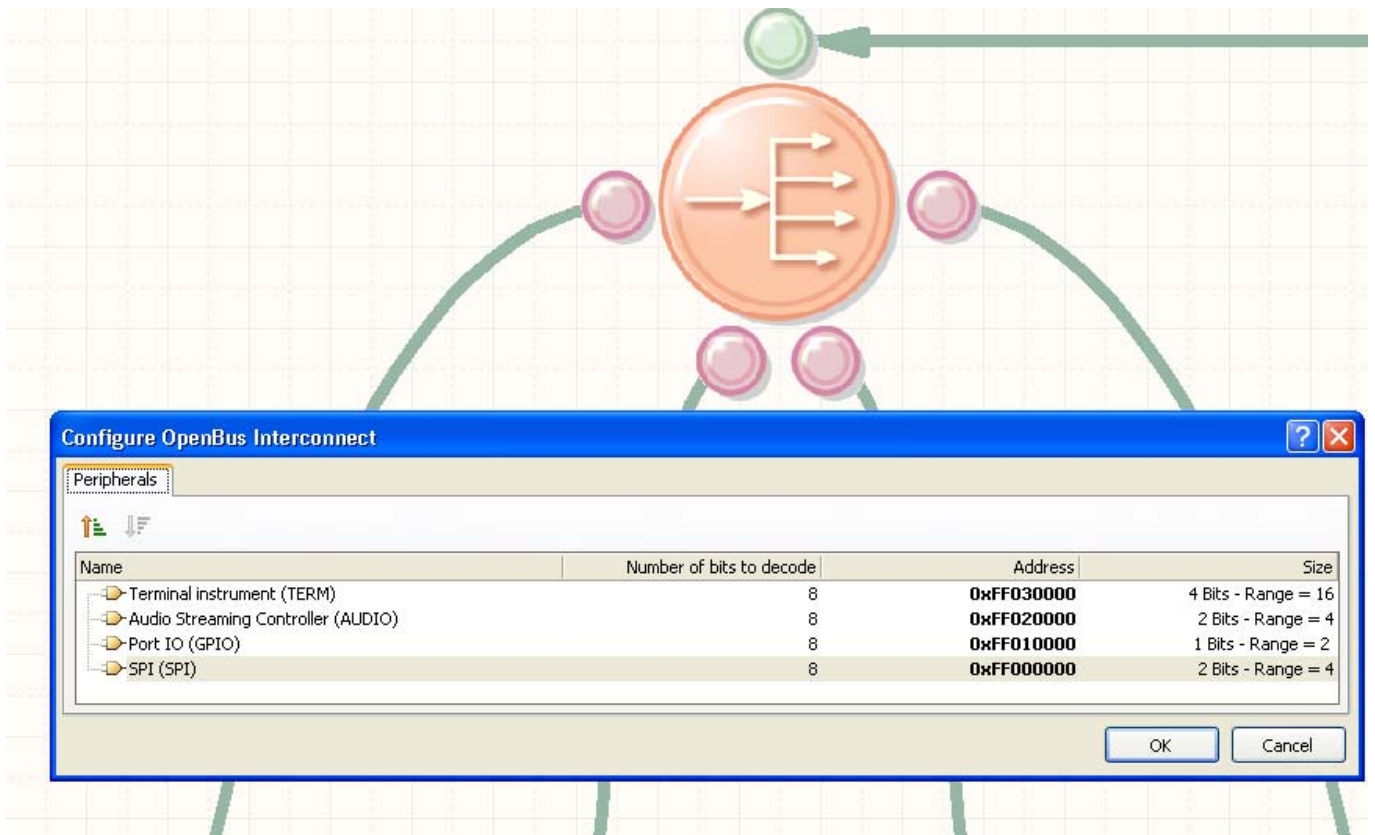 Configure OpenBus Interconnect
Peripherals
Name Number of bits to decode Address Size
Terminal instrument (TERM) 8 0xFF030000 4 Bits - Range = 16
Audio Streaming Controller (AUDIO) 8 0xFF020000 2 Bits - Range = 4
Port IO (GPIO) 8 0xFF010000 1 Bits - Range = 2
SPI (SPI) 8 0xFF000000 2 Bits - Range = 4
OK Cancel